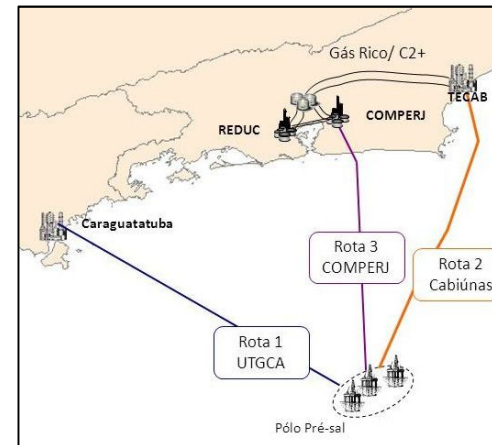 Gás Rico/ C2+
TECAB
REDUC
COMPERJ
Caraguatatuba
Rota 3
COMPERJ
Rota 2
Cabiúnas
Rota 1
UTGCA
Pólo Pré-sal